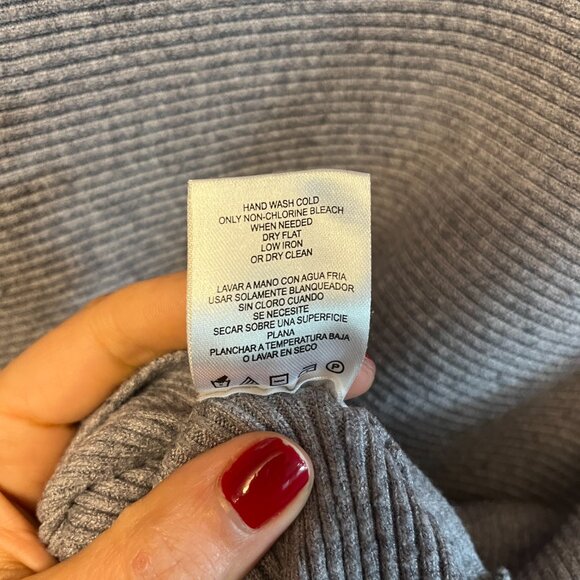 HAND WASH COLD
ONLY NON-CHLORINE BLEACH
WHEN NEEDED
DRY FLAT
LOW IRON
OR DRY CLEAN
LAVAR A MANO CON AGUA FRIA
USAR SOLAMENTE BLANQUEADOR
SIN CLORO CUANDO
SE NECESITE
SECAR SOBRE UNA SUPERFICIE
PLANA
PLANCHAR A TEMPERATURA BAJA
O LAVAR EN SECO
P